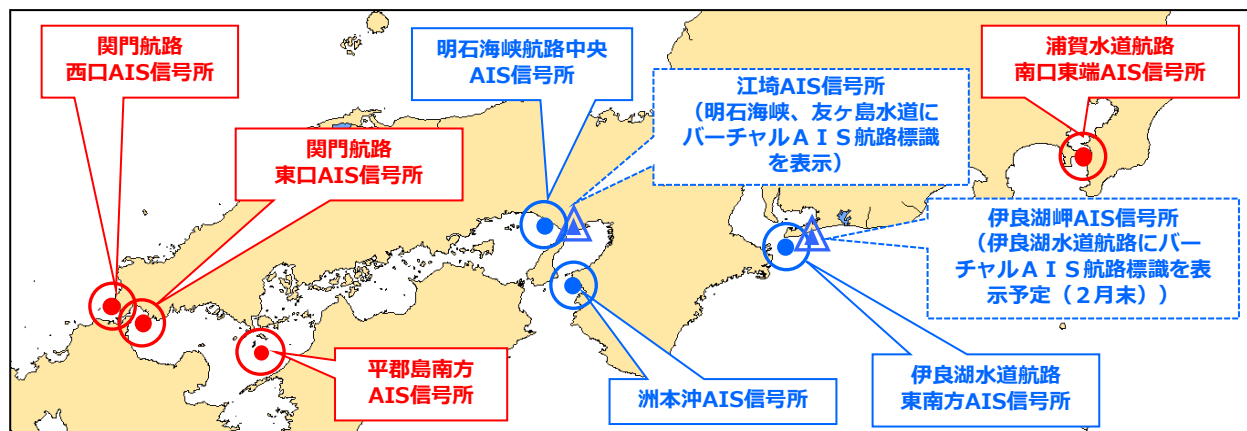 関門航路
西口AIS信号所
明石海峡航路中央
AIS信号所
江埼AIS信号所
（明石海峡、友ヶ島水道に
バーチャルＡＩＳ航路標識
を表示）
浦賀水道航路
南口東端AIS信号所
関門航路
東口AIS信号所
伊良湖岬AIS信号所
（伊良湖水道航路にバー
チャルＡＩＳ航路標識を表
示予定（２月末））
平郡島南方
AIS信号所
洲本沖AIS信号所
伊良湖水道航路
東南方AIS信号所